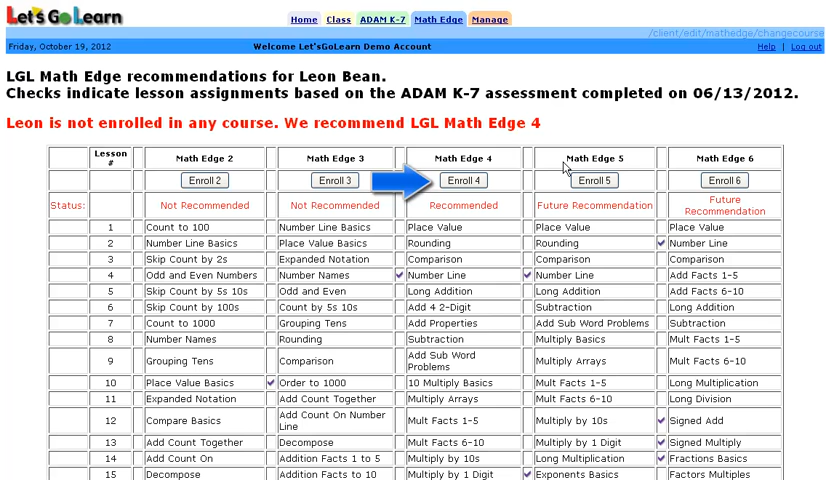 Let's Go Learn
Home Class ADAM K-7 Math Edge Manage
/client/edit/mathedge/changecourse
Friday, October 19, 2012 Welcome Let'sGoLearn Demo Account Help | Log out
LGL Math Edge recommendations for Leon Bean.
Checks indicate lesson assignments based on the ADAM K-7 assessment completed on 06/13/2012.
Leon is not enrolled in any course. We recommend LGL Math Edge 4
Lesson # Math Edge 2 Math Edge 3 Math Edge 4 Math Edge 5 Math Edge 6
Enroll 2 Enroll 3 Enroll 4 Enroll 5 Enroll 6
Status: Not Recommended Not Recommended Recommended Future Recommendation Future Recommendation
1 Count to 100 Number Line Basics Place Value Place Value Place Value
2 Number Line Basics Place Value Basics Rounding Rounding Number Line
3 Skip Count by 2s Expanded Notation Comparison Comparison Comparison
4 Odd and Even Numbers Number Names Number Line Number Line Add Facts 1-5
5 Skip Count by 5s 10s Odd and Even Long Addition Long Addition Add Facts 6-10
6 Skip Count by 100s Count by 5s 10s Add 4 2-Digit Subtraction Long Addition
7 Count to 1000 Grouping Tens Add Properties Add Sub Word Problems Subtraction
8 Number Names Rounding Subtraction Multiply Basics Mult Facts 1-5
9 Grouping Tens Comparison Add Sub Word Problems Multiply Arrays Mult Facts 6-10
10 Place Value Basics Order to 1000 10 Multiply Basics Mult Facts 1-5 Long Multiplication
11 Expanded Notation Add Count Together Multiply Arrays Mult Facts 6-10 Long Division
12 Compare Basics Add Count On Number Line Mult Facts 1-5 Multiply by 10s Signed Add
13 Add Count Together Decompose Mult Facts 6-10 Multiply by 1 Digit Signed Multiply
14 Add Count On Addition Facts 1 to 5 Multiply by 10s Long Multiplication Fractions Basics
15 Decompose Addition Facts to 10 Multiply by 1 Digit Exponents Basics Factors Multiples